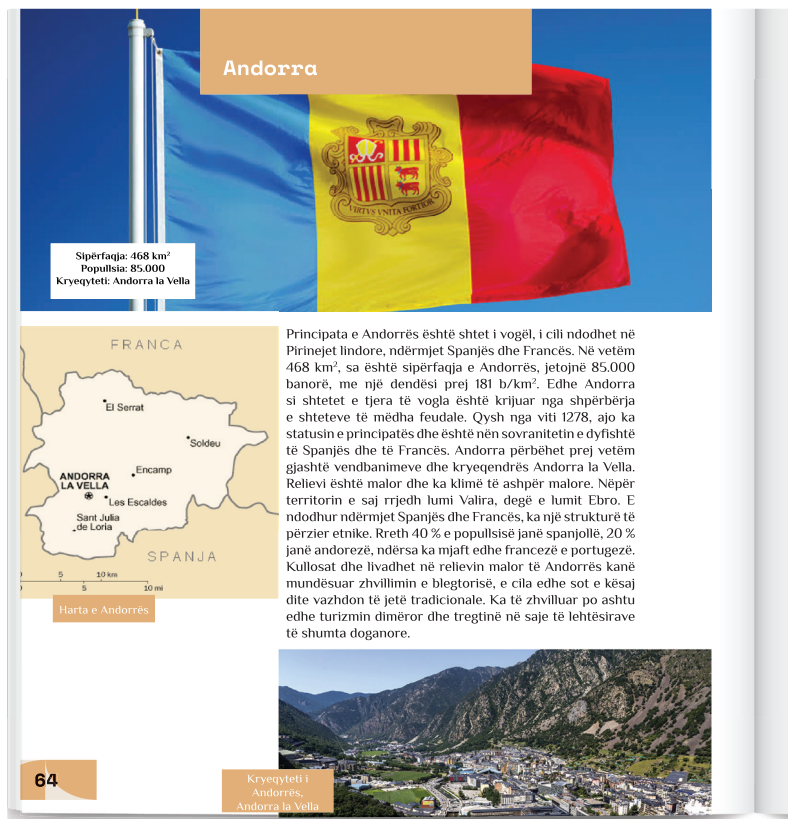 Andorra
VIRTVS VNITA FORTIOR
Sipërfaqja: 468 km²
Popullsia: 85.000
Kryeqyteti: Andorra la Vella
Principata e Andorrës është shtet i vogël, i cili ndodhet në
Pirinejet lindore, ndërmjet Spanjës dhe Francës. Në vetëm
468 km², sa është sipërfaqja e Andorrës, jetojnë 85.000
banorë, me një dendësi prej 181 b/km². Edhe Andorra
si shtetet e tjera të vogla është krijuar nga shpërbërja
e shteteve të mëdha feudale. Qysh nga viti 1278, ajo ka
statusin e principatës dhe është nën sovranitetin e dyfishtë
të Spanjës dhe të Francës. Andorra përbëhet prej vetëm
gjashtë vendbanimeve dhe kryeqendrës Andorra la Vella.
Relievi është malor dhe ka klimë të ashpër malore. Nëpër
territorin e saj rrjedh lumi Valira, degë e lumit Ebro. E
ndodhur ndërmjet Spanjës dhe Francës, ka një strukturë të
përzier etnike. Rreth 40 % e popullsisë janë spanjollë, 20 %
janë andorezë, ndërsa ka mjaft edhe francezë e portugezë.
Kullosat dhe livadhet në relievin malor të Andorrës kanë
mundësuar zhvillimin e blegtorisë, e cila edhe sot e kësaj
dite vazhdon të jetë tradicionale. Ka të zhvilluar po ashtu
edhe turizmin dimëror dhe tregtinë në saje të lehtësirave
të shumta doganore.
FRANCA
El Serrat
Soldeu
Encamp
ANDORRA
LA VELLA
Les Escaldes
Sant Julia
de Loria
SPANJA
5 10 km
5 10 mi
Harta e Andorrës
Kryeqyteti i
Andorrës,
Andorra la Vella
64